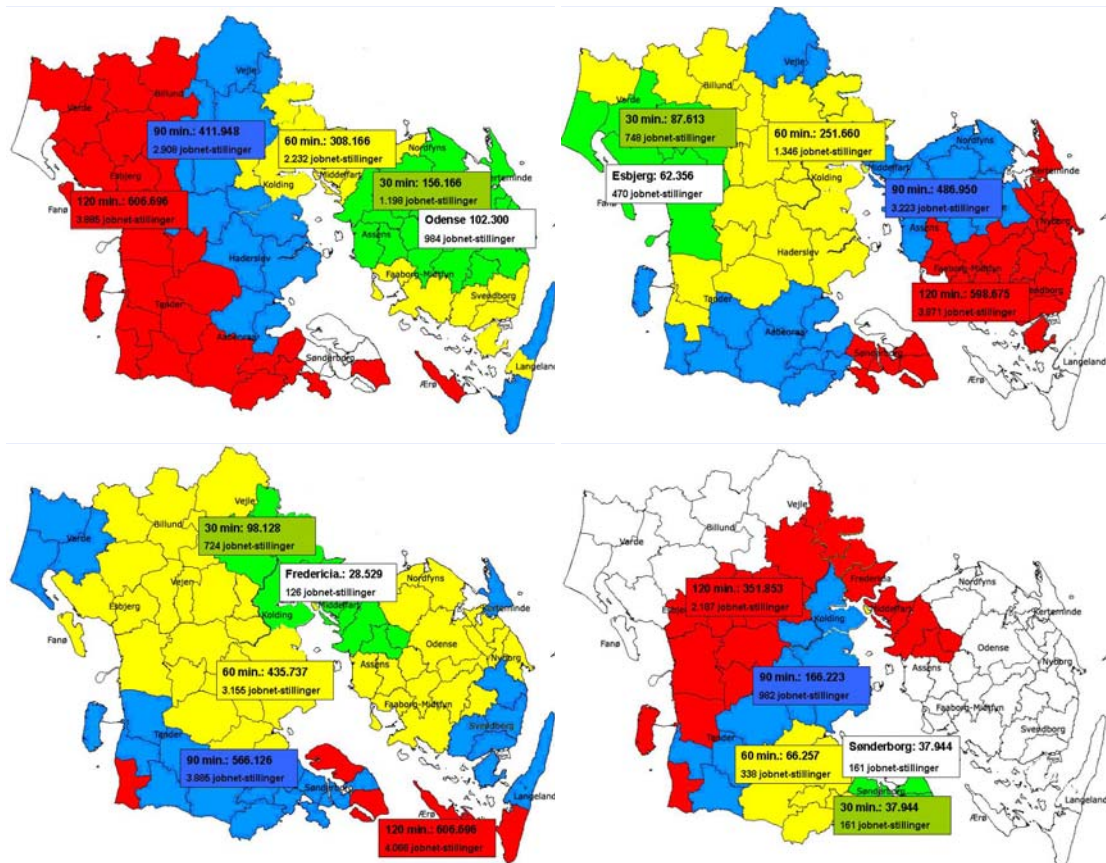 Vejle
Varde
Billund
90 min.: 411.948
2.908 jobnet-stillinger
60 min.: 308.166
2.232 jobnet-stillinger
Nordfyns
Middelfart
Kerteminde
Kolding
30 min: 156.166
1.198 jobnet-stillinger
Esbjerg
120 min.: 606.696
Fanø
Odense 102.300
984 jobnet-stillinger
Assens
Haderslev
Faaborg-Midtfyn
Svendborg
Tønder
Aabenraa
Sønderborg
Langeland
Ærø
Vejle
Varde
Billund
30 min.: 87.613
748 jobnet-stillinger
60 min.: 251.660
1.346 jobnet-stillinger
Nordfyns
Middelfart
Kerteminde
Esbjerg: 62.356
470 jobnet-stillinger
Kolding
90 min.: 486.950
3.223 jobnet-stillinger
Fanø
Assens
Nyborg
Haderslev
Faaborg-Midtfyn
120 min.: 598.675
3.871 jobnet-stillinger
Svendborg
Tønder
Aabenraa
Sønderborg
Langeland
Ærø
Vejle
Billund
Varde
30 min: 98.128
724 jobnet-stillinger
Fredericia.: 28.529
126 jobnet-stillinger
Nordfyns
Vejen
Middelfart
Kerteminde
Esbjerg
Kolding
Fanø
Odense
Assens
Nyborg
60 min.: 435.737
3.155 jobnet-stillinger
Faaborg-Midtfyn
Svendborg
Tønder
90 min.: 566.126
Sønderborg
Langeland
Ærø
120 min.: 606.696
Vejle
Billund
Varde
Fredericia
Nordfyns
120 min.: 351.853
Middelfart
Kerteminde
Kolding
Fanø
Odense
Assens
Nyborg
90 min.: 166.223
982 jobnet-stillinger
Faaborg-Midtfyn
Svendborg
Tønder
60 min.: 66.257
338 jobnet-stillinger
Sønderborg: 37.944
161 jobnet-stillinger
Sønderborg
30 min.: 37.944
161 jobnet-stillinger
Langeland
Ærø